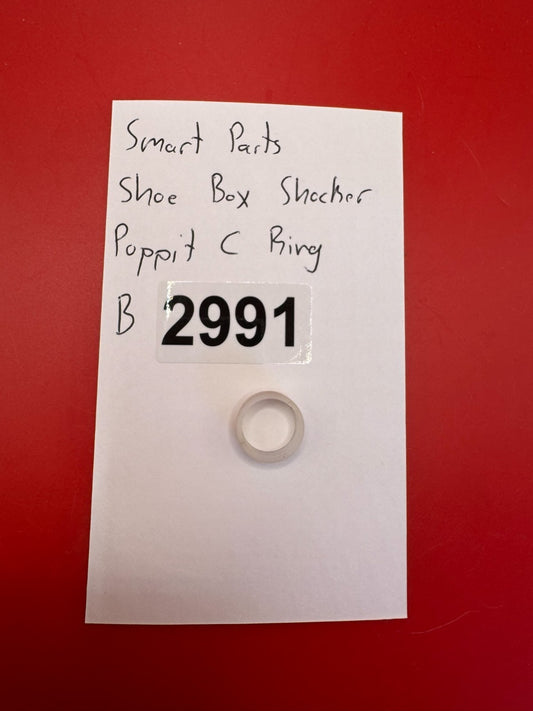 Smart Parts
Shoe Box Shocker
Poppit C Ring
B 2991